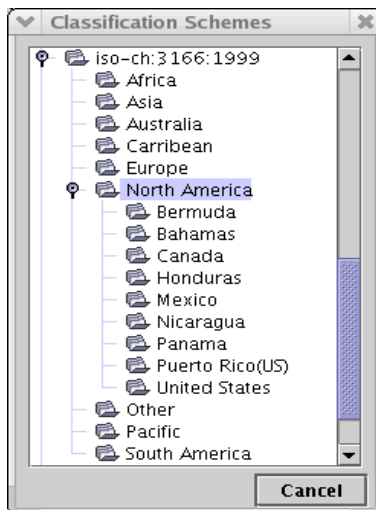 Classification Schemes
iso-ch:3166:1999
Africa
Asia
Australia
Carribean
Europe
North America
Bermuda
Bahamas
Canada
Honduras
Mexico
Nicaragua
Panama
Puerto Rico(US)
United States
Other
Pacific
South America
Cancel